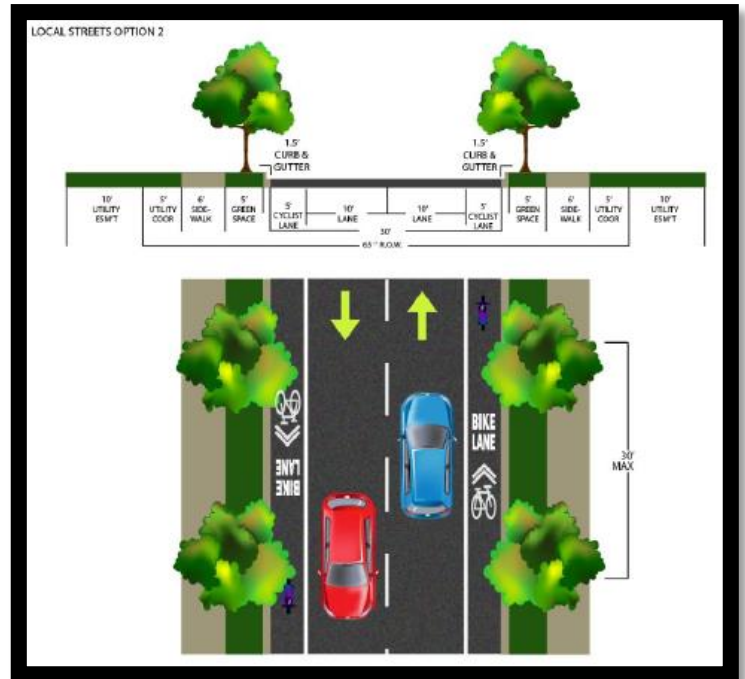 LOCAL STREETS OPTION 2
1.5'
CURB &
GUTTER
1.5'
CURB &
GUTTER
10'
UTILITY
ESM'T
5'
UTILITY
COOR
6'
SIDE-
WALK
5'
GREEN
SPACE
5'
CYCLIST
LANE
10'
LANE
10'
LANE
5'
CYCLIST
LANE
5'
GREEN
SPACE
6'
SIDE-
WALK
5'
UTILITY
COOR
10'
UTILITY
ESM'T
30'
65' R.O.W.
BIKE
LANE
BIKE
LANE
30'
MAX